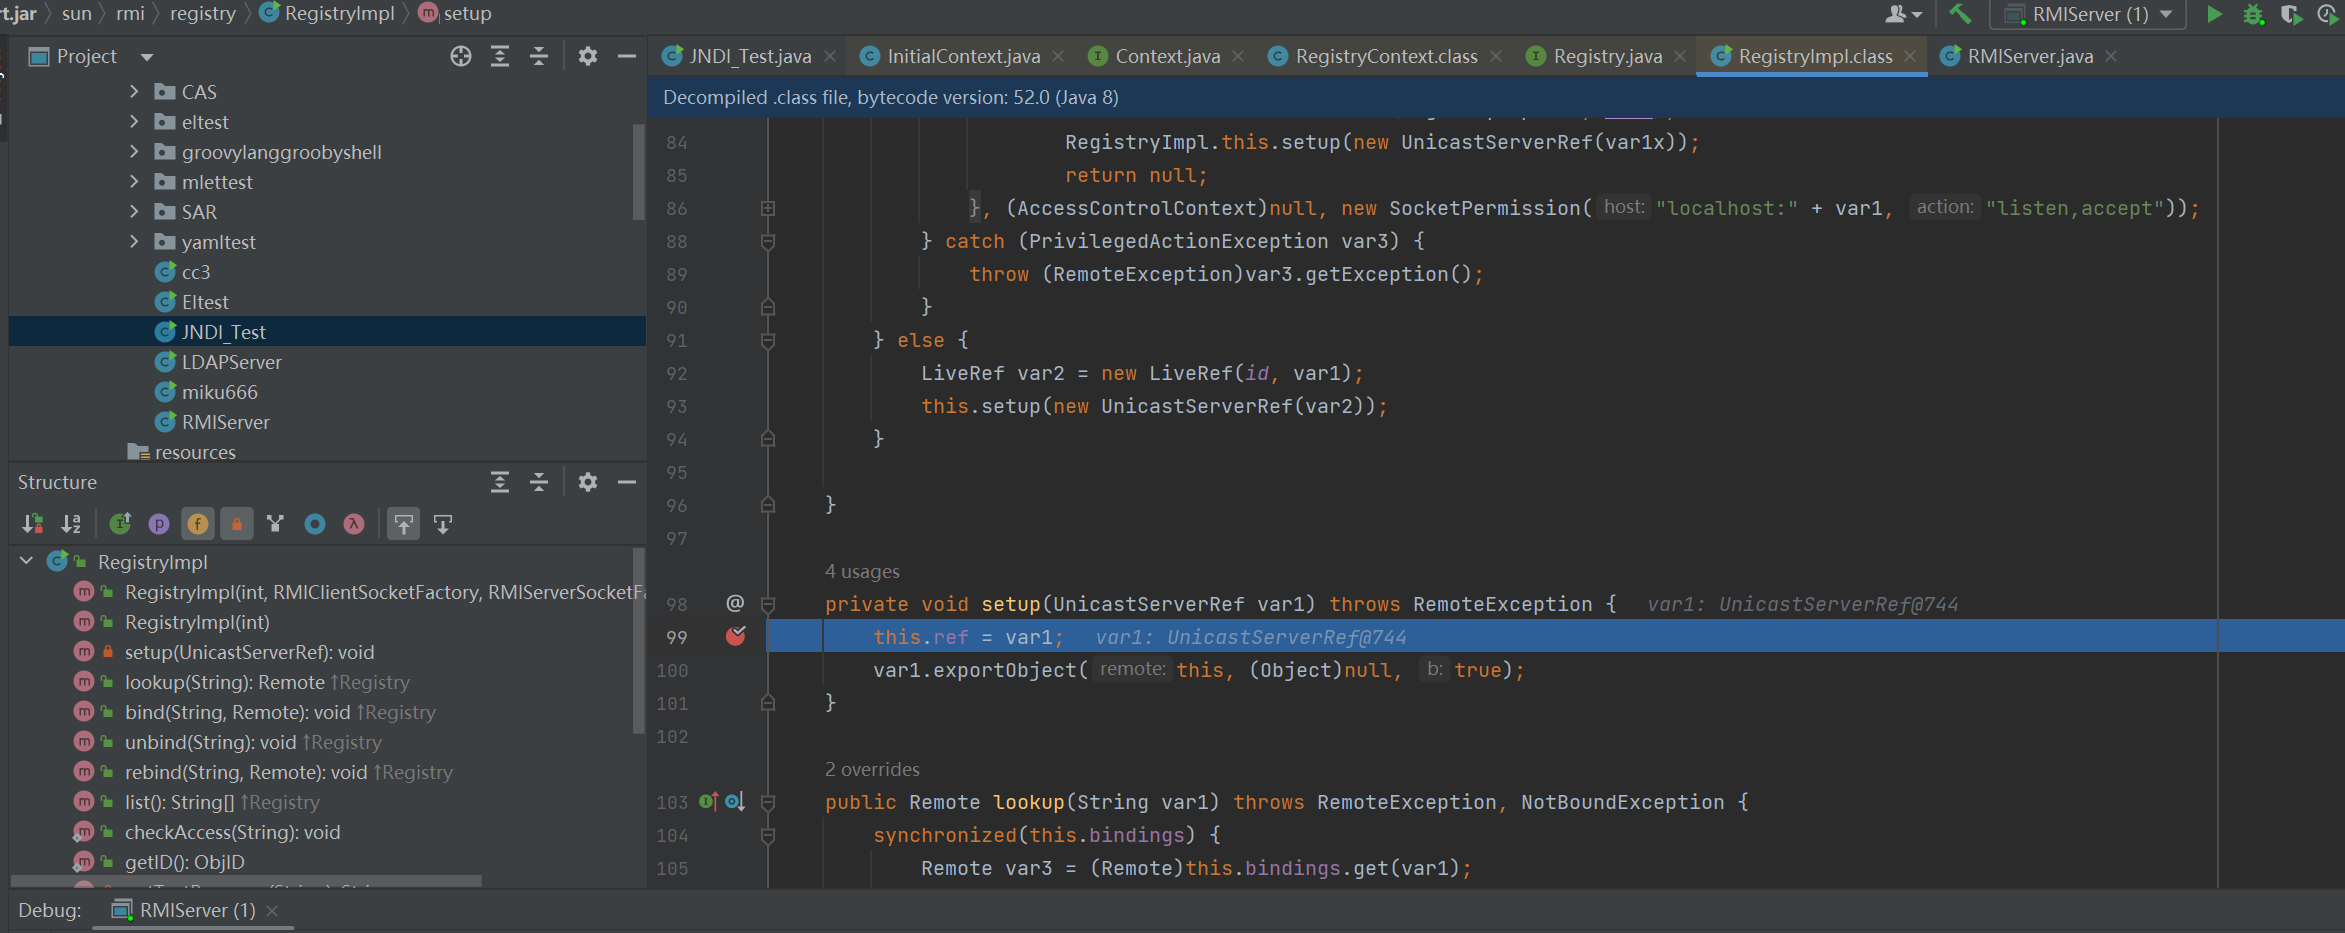 t.jar sun rmi registry RegistryImpl setup
RMIServer (1)
Project
JNDI_Test.java InitialContext.java Context.java RegistryContext.class Registry.java RegistryImpl.class RMIServer.java
Decompiled .class file, bytecode version: 52.0 (Java 8)
CAS
eltest
groovylanggroobyshell
mlettest
SAR
yamltest
cc3
Eltest
JNDI_Test
LDAPServer
miku666
RMIServer
resources
Structure
RegistryImpl
RegistryImpl(int, RMIClientSocketFactory, RMIServerSocketFa
RegistryImpl(int)
setup(UnicastServerRef): void
lookup(String): Remote ↑Registry
bind(String, Remote): void ↑Registry
unbind(String): void ↑Registry
rebind(String, Remote): void ↑Registry
list(): String[] ↑Registry
checkAccess(String): void
getID(): ObjID
84 RegistryImpl.this.setup(new UnicastServerRef(var1x));
85 return null;
86 }, (AccessControlContext)null, new SocketPermission( host: "localhost:" + var1, action: "listen,accept"));
88 } catch (PrivilegedActionException var3) {
89 throw (RemoteException)var3.getException();
90 }
91 } else {
92 LiveRef var2 = new LiveRef(id, var1);
93 this.setup(new UnicastServerRef(var2));
94 }
95
96 }
97
4 usages
98 @ private void setup(UnicastServerRef var1) throws RemoteException { var1: UnicastServerRef@744
99 this.ref = var1; var1: UnicastServerRef@744
100 var1.exportObject( remote: this, (Object)null, b: true);
101 }
102
2 overrides
103 public Remote lookup(String var1) throws RemoteException, NotBoundException {
104 synchronized(this.bindings) {
105 Remote var3 = (Remote)this.bindings.get(var1);
Debug: RMIServer (1)